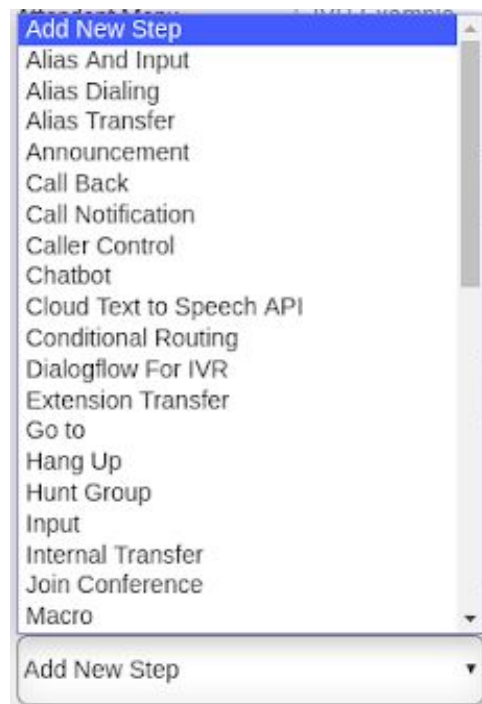 Add New Step
Alias And Input
Alias Dialing
Alias Transfer
Announcement
Call Back
Call Notification
Caller Control
Chatbot
Cloud Text to Speech API
Conditional Routing
Dialogflow For IVR
Extension Transfer
Go to
Hang Up
Hunt Group
Input
Internal Transfer
Join Conference
Macro
Add New Step